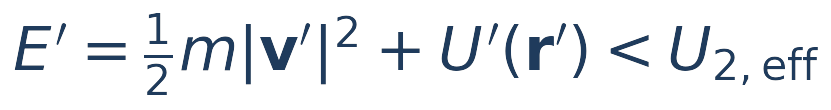 E′ = ½m|v′|² + U′(r′) < U₂, eff